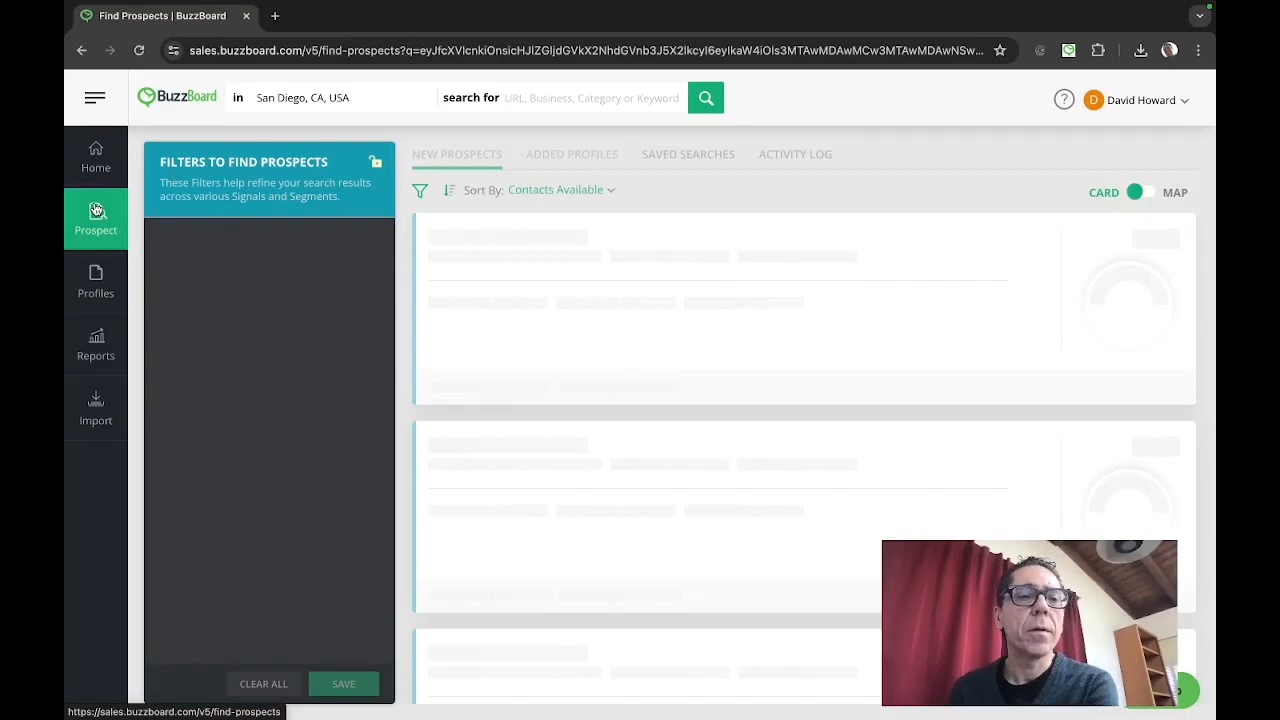 Find Prospects | BuzzBoard
sales.buzzboard.com/v5/find-prospects?q=eyJfcXVlcnkiOnsicHJlZGljdGVkX2NhdGVnb3J5X2lkcyI6eyIkaW4iOls3MTAwMDAwMCw3MTAwMDAwNSw...
BuzzBoard
in San Diego, CA, USA
search for URL, Business, Category or Keyword
? D David Howard
Home
Prospect
Profiles
Reports
Import
FILTERS TO FIND PROSPECTS
These Filters help refine your search results
across various Signals and Segments.
CLEAR ALL SAVE
NEW PROSPECTS ADDED PROFILES SAVED SEARCHES ACTIVITY LOG
Sort By: Contacts Available
CARD MAP
https://sales.buzzboard.com/v5/find-prospects